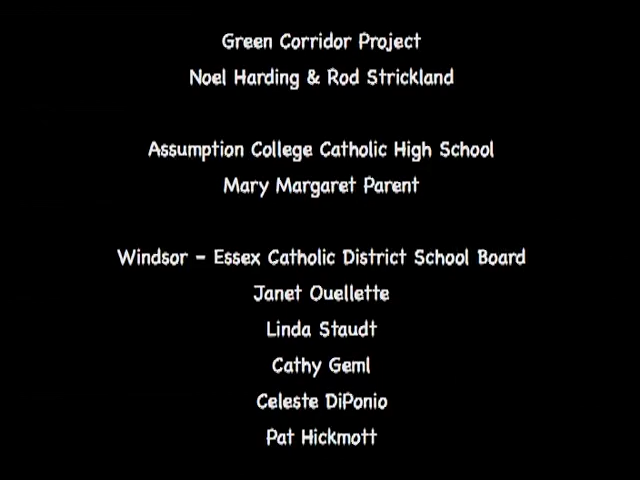 Green Corridor Project
Noel Harding & Rod Strickland
Assumption College Catholic High School
Mary Margaret Parent
Windsor - Essex Catholic District School Board
Janet Ouellette
Linda Staudt
Cathy Geml
Celeste DiPonio
Pat Hickmott